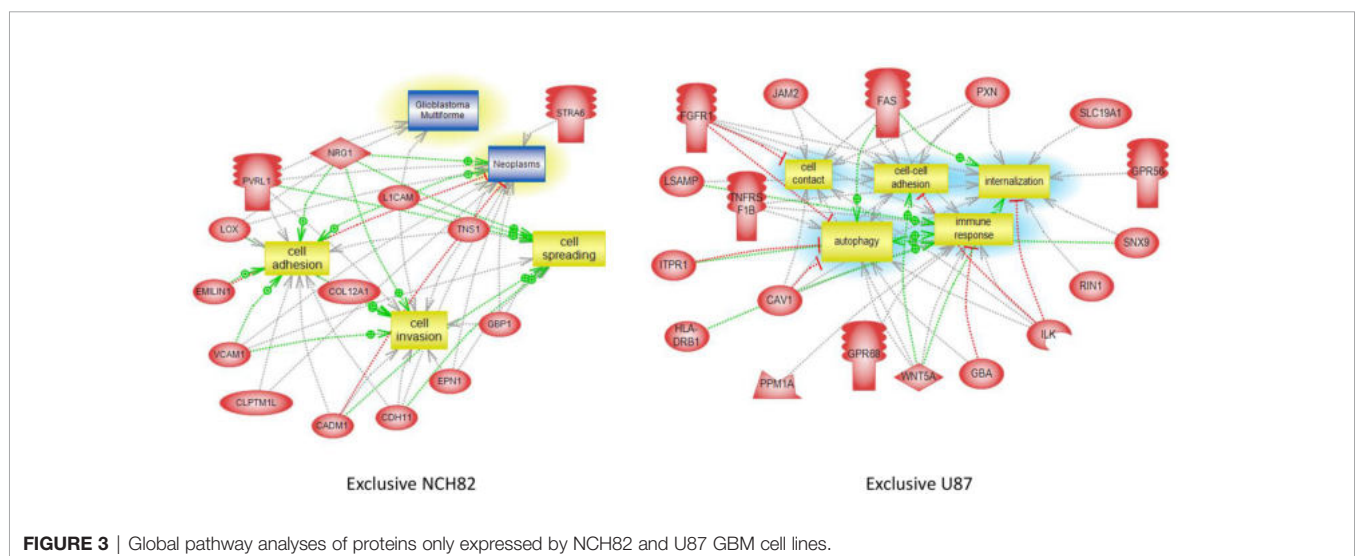 Glioblastoma
Multiforme
STRA6
NRG1
Neoplasms
PVRL1
L1CAM
LOX
TNS1
cell
adhesion
cell
spreading
EMILIN1
COL12A1
cell
invasion
GBP1
VCAM1
EPN1
CLPTM1L
CADM1
CDH11
Exclusive NCH82
JAM2
FAS
PXN
FGFR1
SLC19A1
cell
contact
cell-cell
adhesion
internalization
GPR56
LSAMP
TNFRS
F1B
immune
response
autophagy
SNX9
ITPR1
CAV1
RIN1
HLA-
DRB1
ILK
GPR68
PPM1A
WNT5A
GBA
Exclusive U87
FIGURE 3 | Global pathway analyses of proteins only expressed by NCH82 and U87 GBM cell lines.